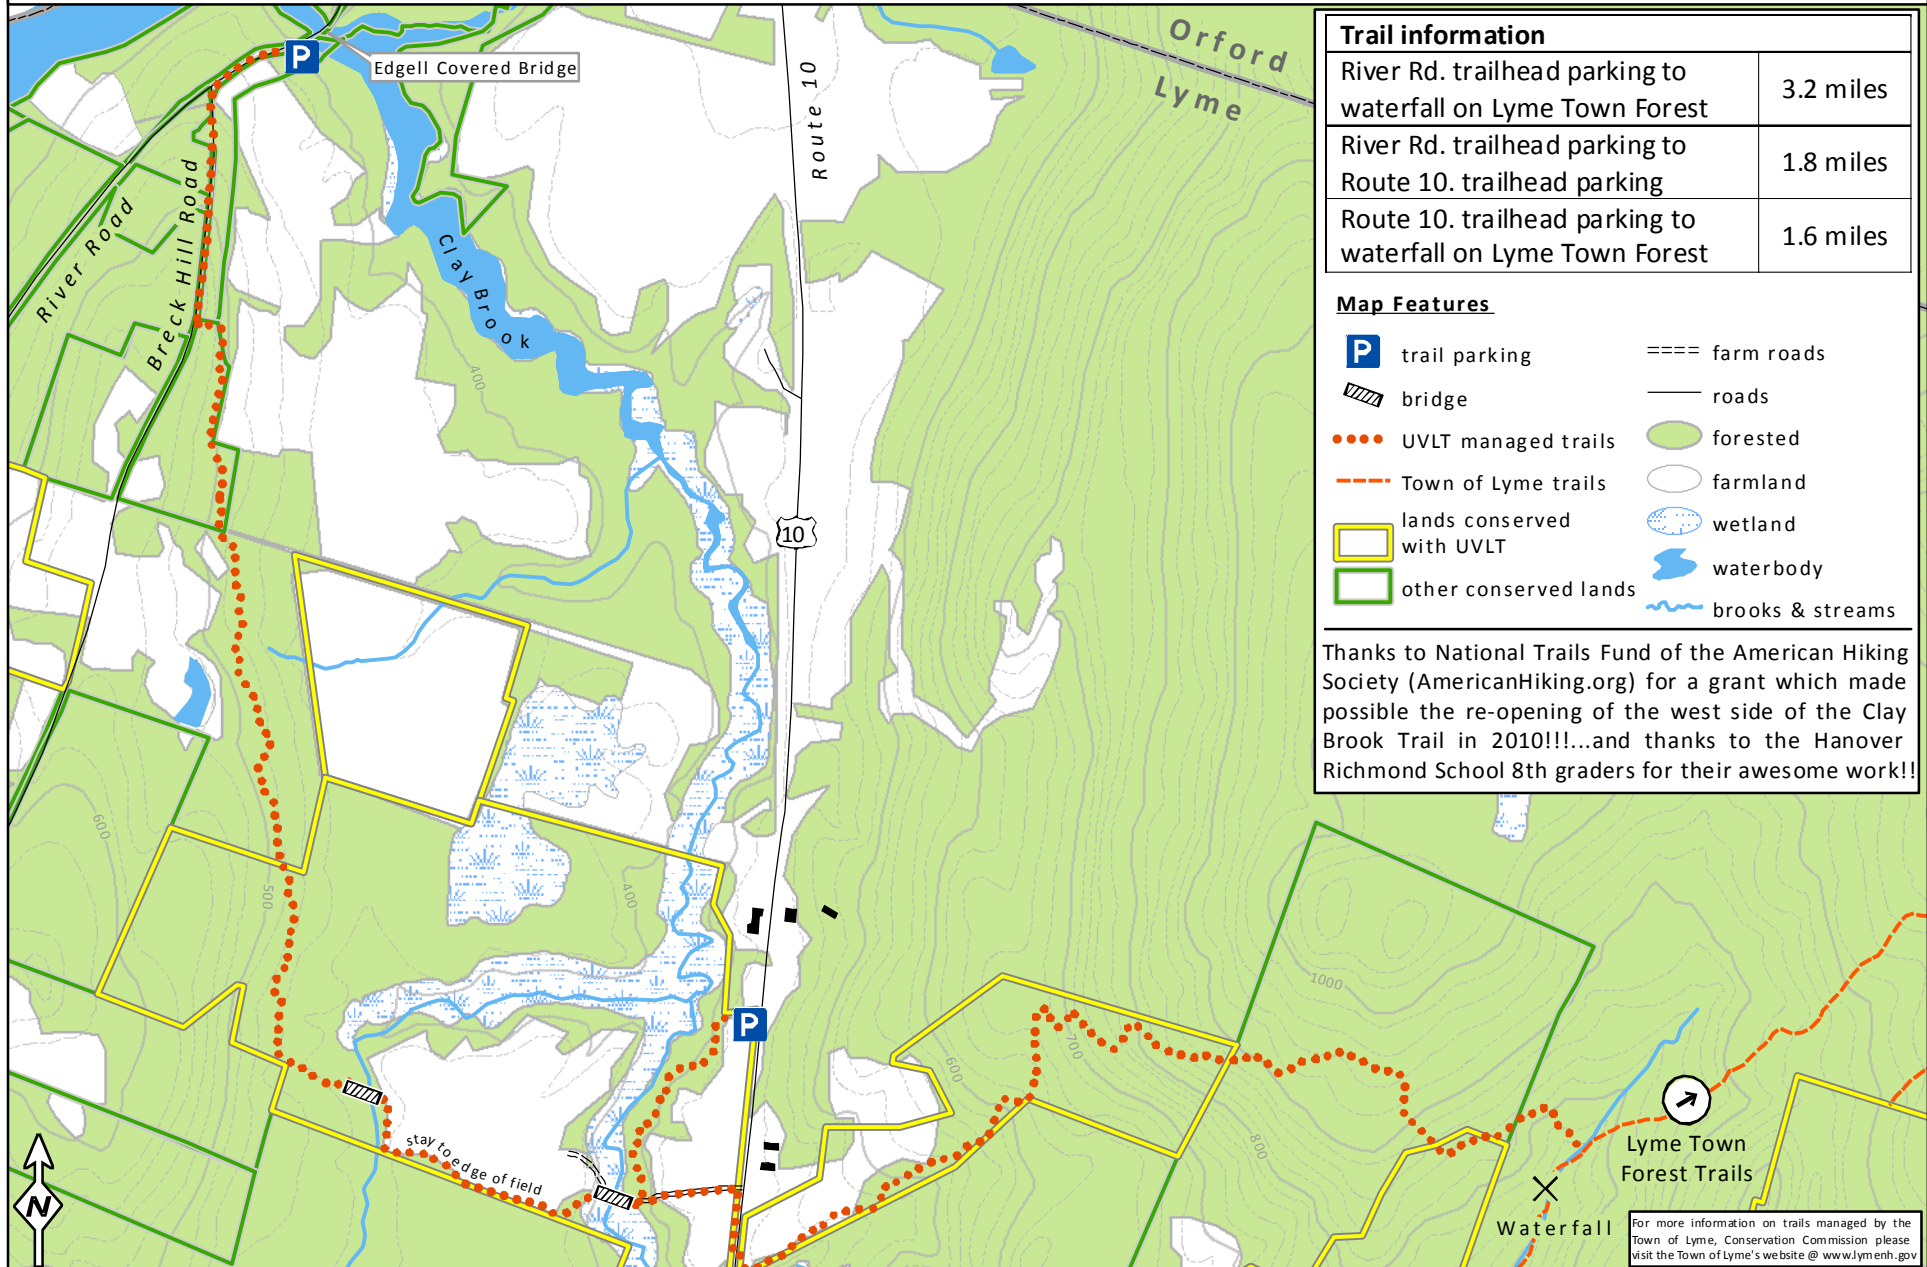 Orford
Lyme
Edgell Covered Bridge
P
Route 10
River Road
Breck Hill Road
Clay Brook
400
10
600
500
400
P
stay to edge of field
600
700
800
1000
Lyme Town
Forest Trails
Waterfall
N
Trail information
River Rd. trailhead parking to
waterfall on Lyme Town Forest
3.2 miles
River Rd. trailhead parking to
Route 10. trailhead parking
1.8 miles
Route 10. trailhead parking to
waterfall on Lyme Town Forest
1.6 miles
Map Features
P trail parking
bridge
UVLT managed trails
Town of Lyme trails
lands conserved
with UVLT
other conserved lands
farm roads
roads
forested
farmland
wetland
waterbody
brooks & streams
Thanks to National Trails Fund of the American Hiking
Society (AmericanHiking.org) for a grant which made
possible the re-opening of the west side of the Clay
Brook Trail in 2010!!!...and thanks to the Hanover
Richmond School 8th graders for their awesome work!!
For more information on trails managed by the
Town of Lyme, Conservation Commission please
visit the Town of Lyme's website @ www.lymenh.gov